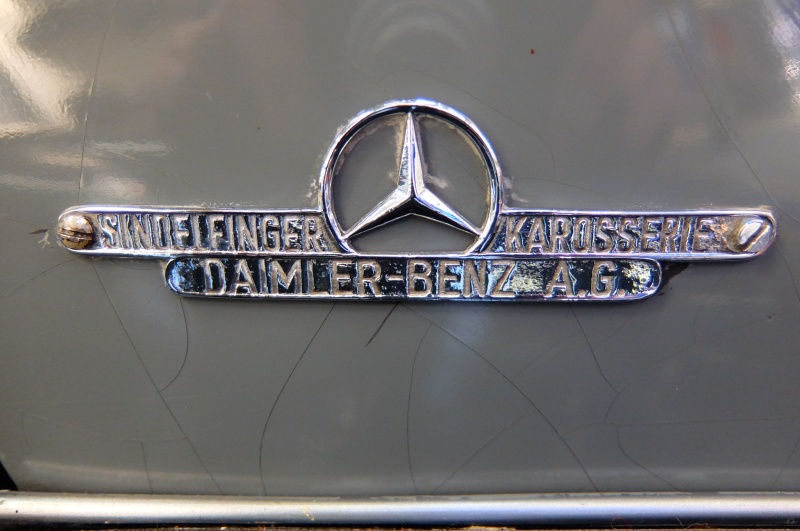 SINDELFINGER KAROSSERIE
DAIMLER-BENZ A.G.